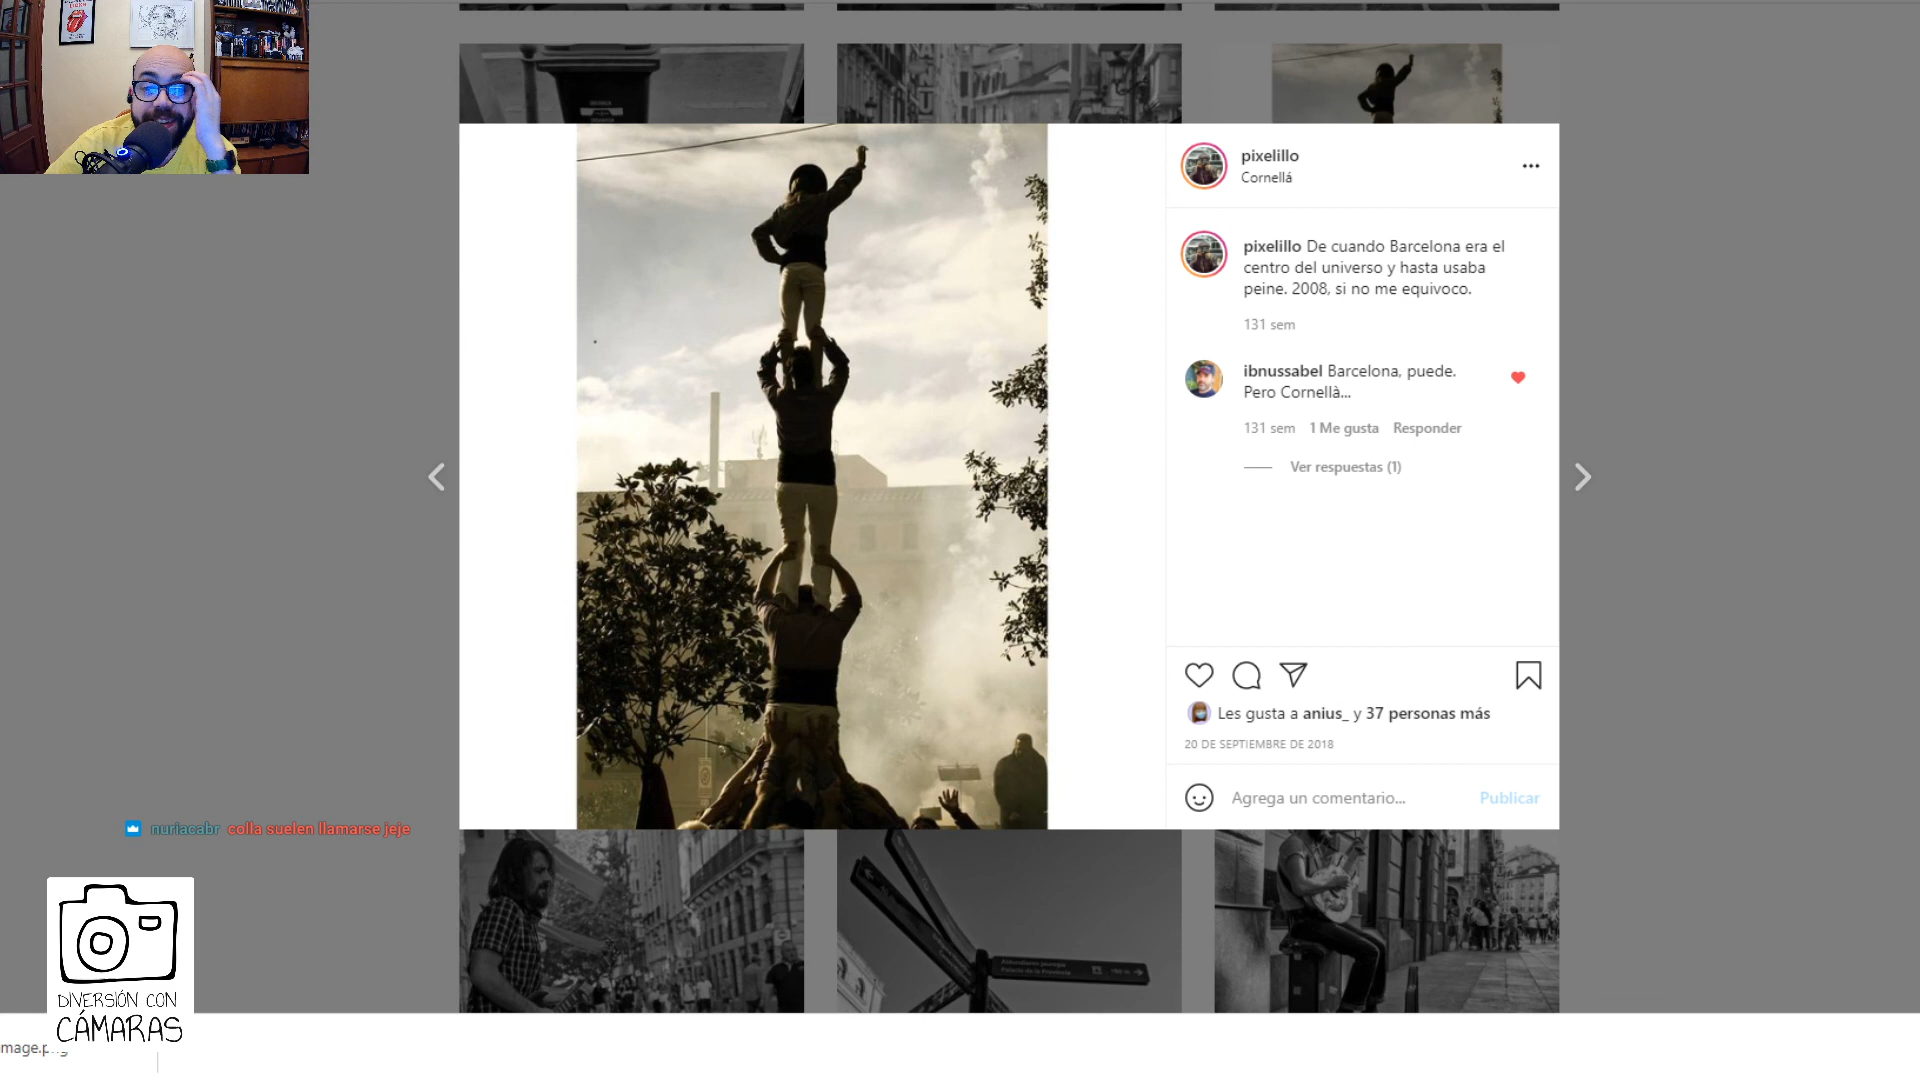 pixelillo
Cornellá
pixelillo De cuando Barcelona era el
centro del universo y hasta usaba
peine. 2008, si no me equivoco.
131 sem
ibnussabel Barcelona, puede.
Pero Cornellà...
131 sem 1 Me gusta Responder
Ver respuestas (1)
Les gusta a anius_ y 37 personas más
20 DE SEPTIEMBRE DE 2018
Agrega un comentario... Publicar
nuriacabr colla suelen llamarse jeje
DIVERSIÓN CON
CÁMARAS